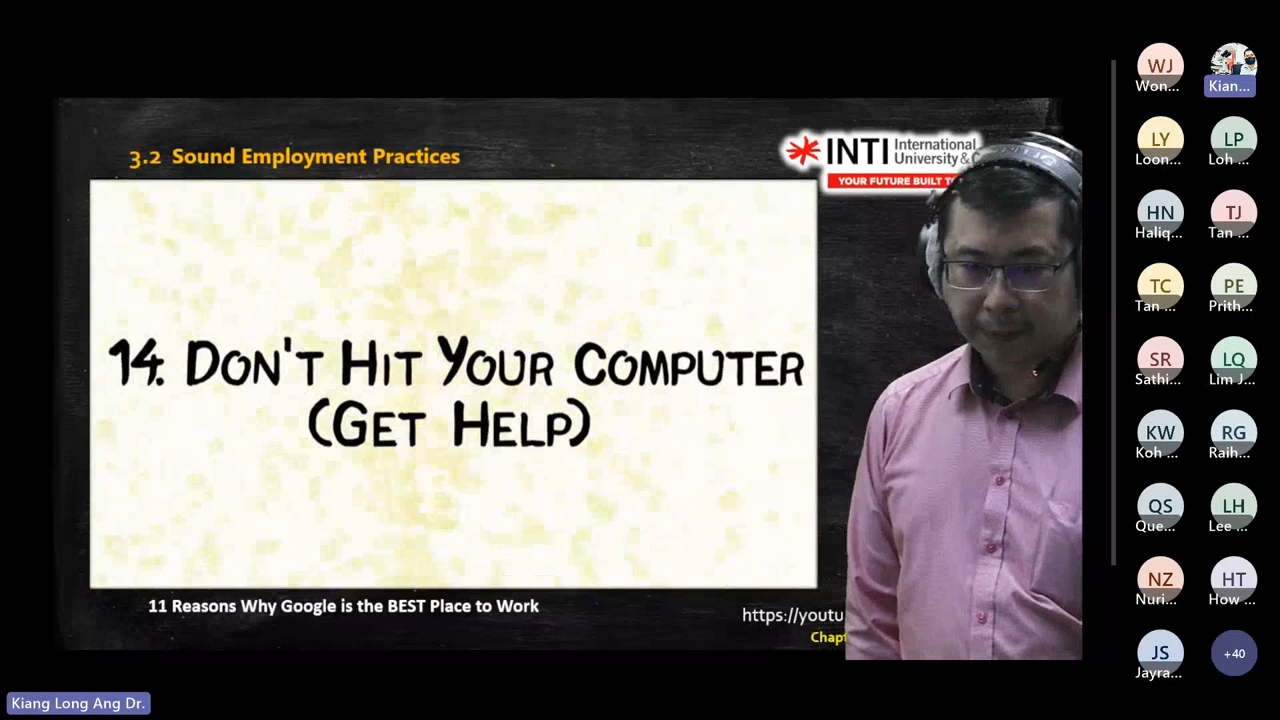 3.2 Sound Employment Practices
INTI International
University & C
YOUR FUTURE BUILT
14. DON'T HIT YOUR COMPUTER
(GET HELP)
11 Reasons Why Google is the BEST Place to Work
https://youtu
Chapt
Kiang Long Ang Dr.
WJ
Won...
Kian...
LY
Loon...
LP
Loh ...
HN
Haliq...
TJ
Tan ...
TC
Tan ...
PE
Prith...
SR
Sathi...
LQ
Lim J...
KW
Koh ...
RG
Raih...
QS
Que...
LH
Lee ...
NZ
Nuri...
HT
How ...
JS
Jayra...
+40